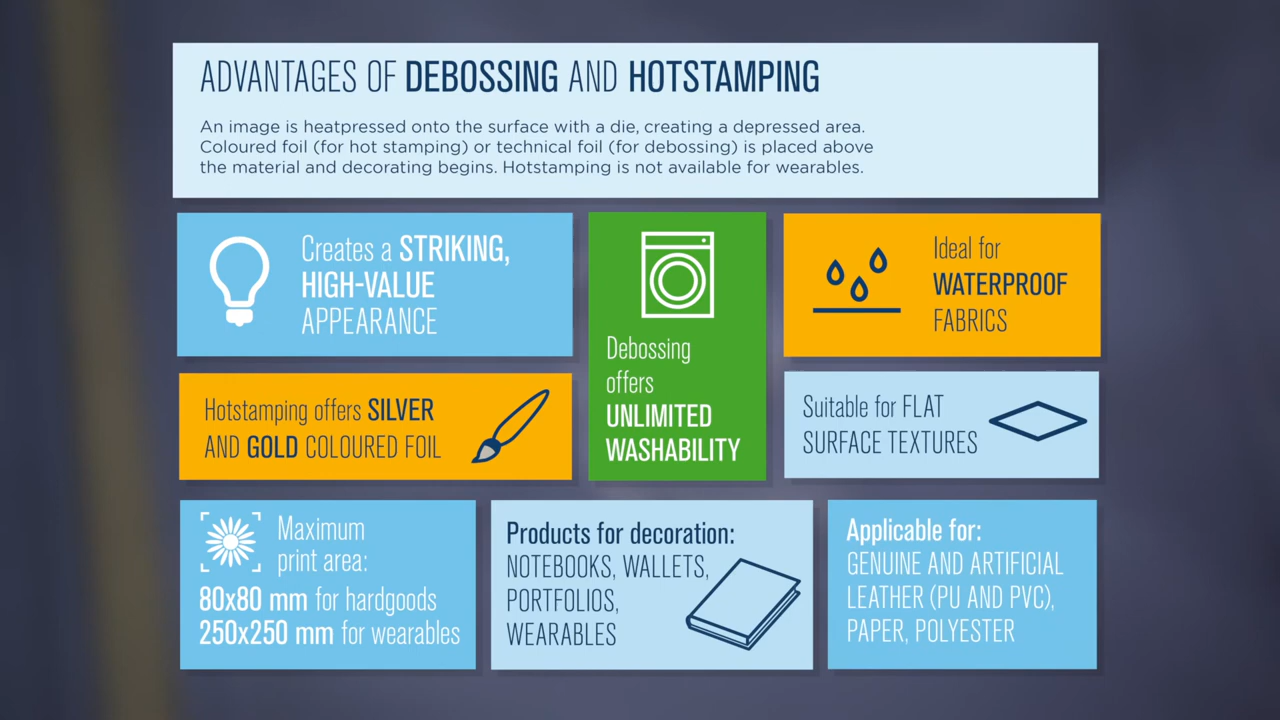 ADVANTAGES OF DEBOSSING AND HOTSTAMPING
An image is heatpressed onto the surface with a die, creating a depressed area.
Coloured foil (for hot stamping) or technical foil (for debossing) is placed above
the material and decorating begins. Hotstamping is not available for wearables.
Creates a STRIKING,
HIGH-VALUE
APPEARANCE
Debossing
offers
UNLIMITED
WASHABILITY
Ideal for
WATERPROOF
FABRICS
Hotstamping offers SILVER
AND GOLD COLOURED FOIL
Suitable for FLAT
SURFACE TEXTURES
Maximum
print area:
80x80 mm for hardgoods
250x250 mm for wearables
Products for decoration:
NOTEBOOKS, WALLETS,
PORTFOLIOS,
WEARABLES
Applicable for:
GENUINE AND ARTIFICIAL
LEATHER (PU AND PVC),
PAPER, POLYESTER